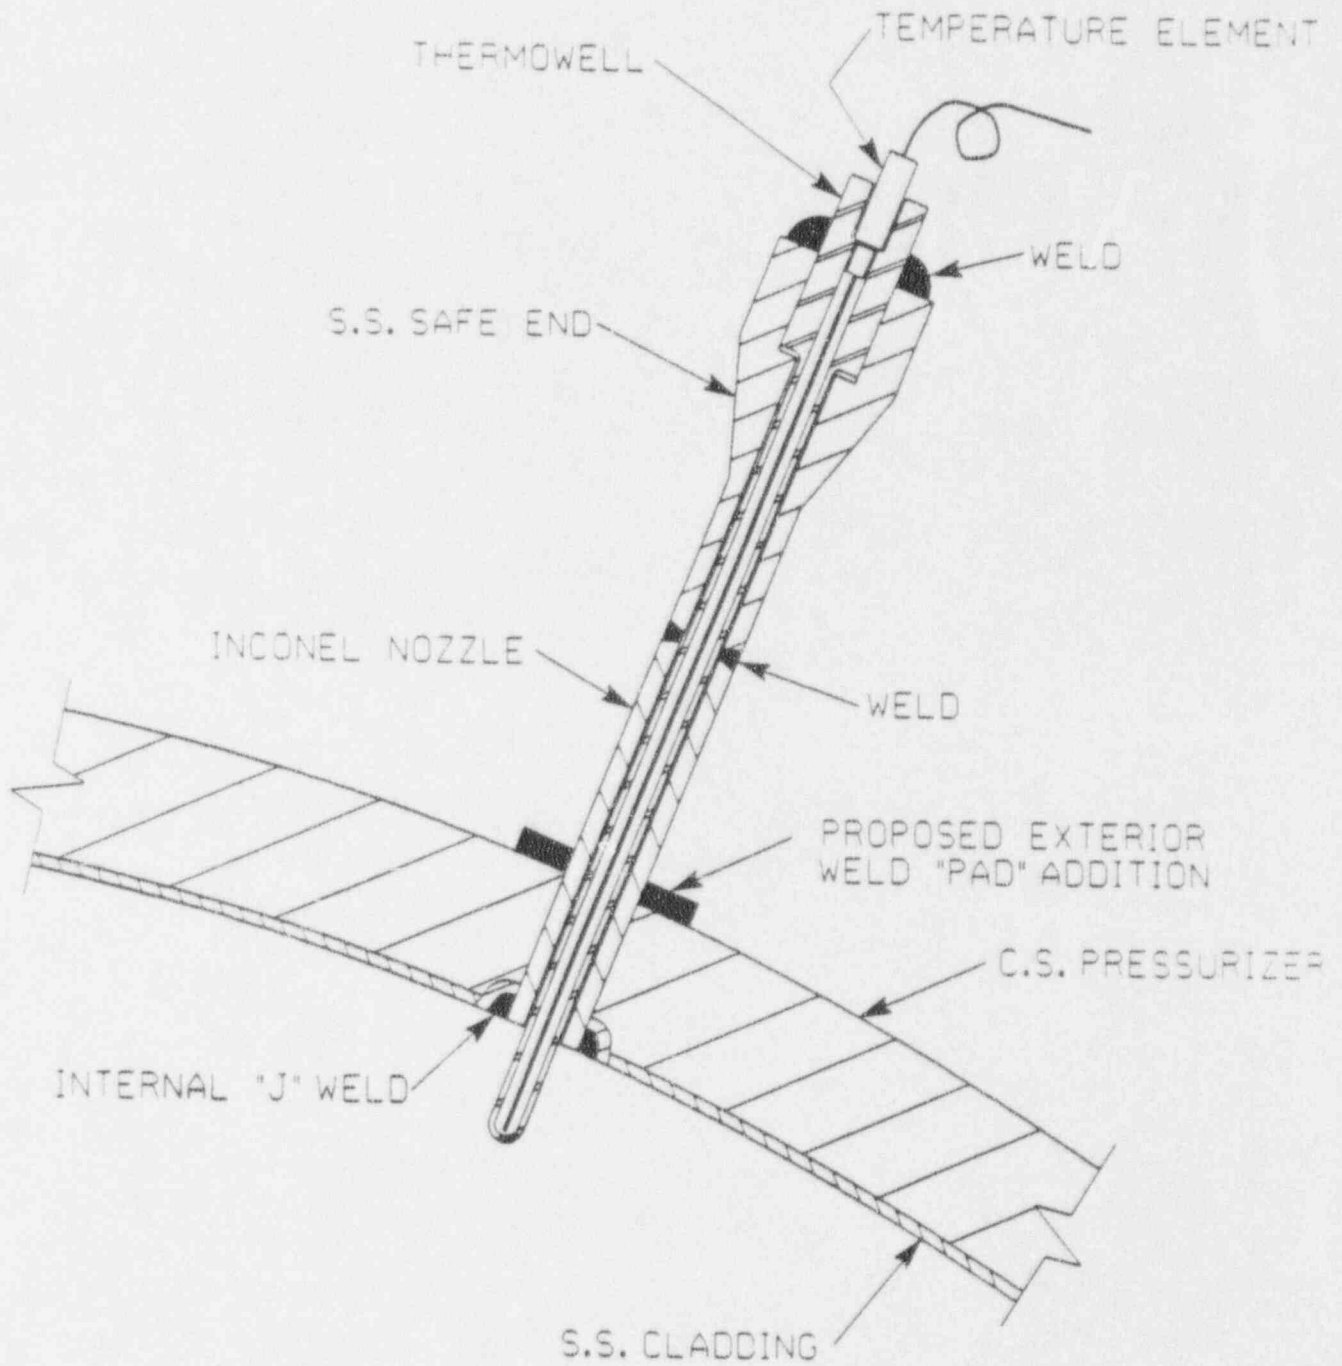 TEMPERATURE ELEMENT
THERMOWELL
WELD
S.S. SAFE END
INCONEL NOZZLE
WELD
PROPOSED EXTERIOR
WELD "PAD" ADDITION
C.S. PRESSURIZER
INTERNAL "J" WELD
S.S. CLADDING